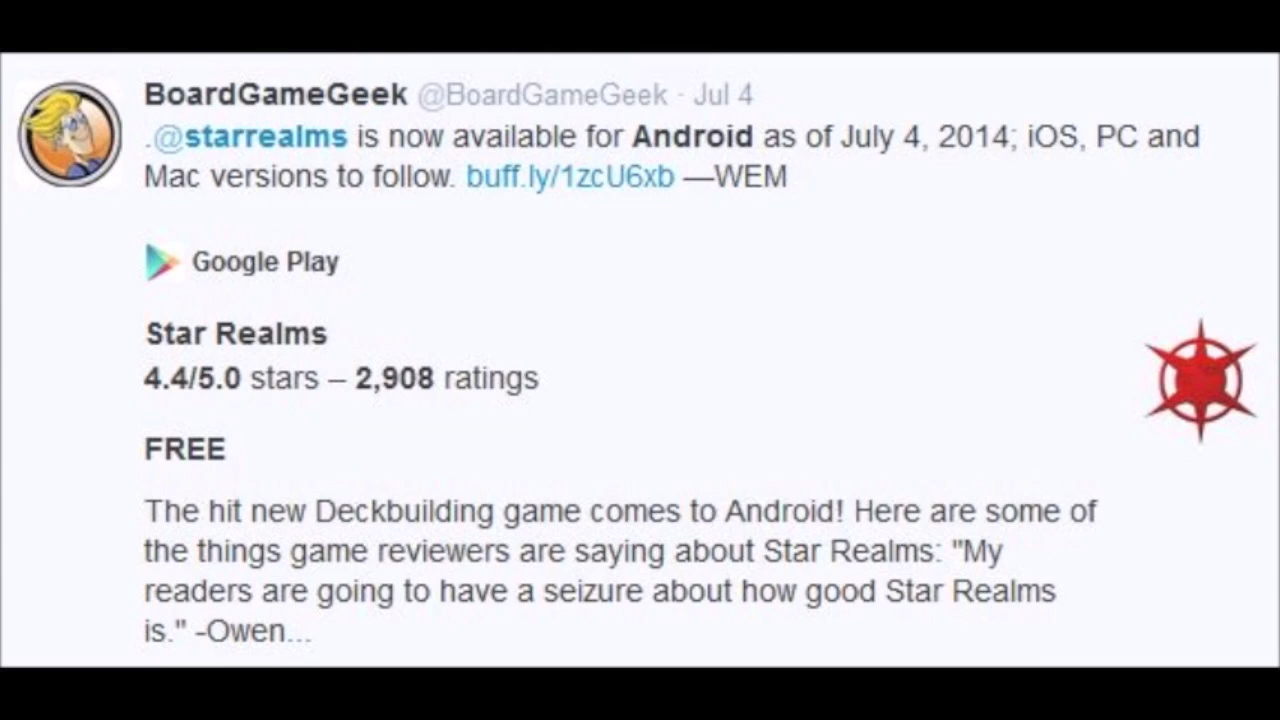 BoardGameGeek @BoardGameGeek · Jul 4
.@starrealms is now available for Android as of July 4, 2014; iOS, PC and
Mac versions to follow. buff.ly/1zcU6xb —WEM
Google Play
Star Realms
4.4/5.0 stars – 2,908 ratings
FREE
The hit new Deckbuilding game comes to Android! Here are some of
the things game reviewers are saying about Star Realms: "My
readers are going to have a seizure about how good Star Realms
is." -Owen...